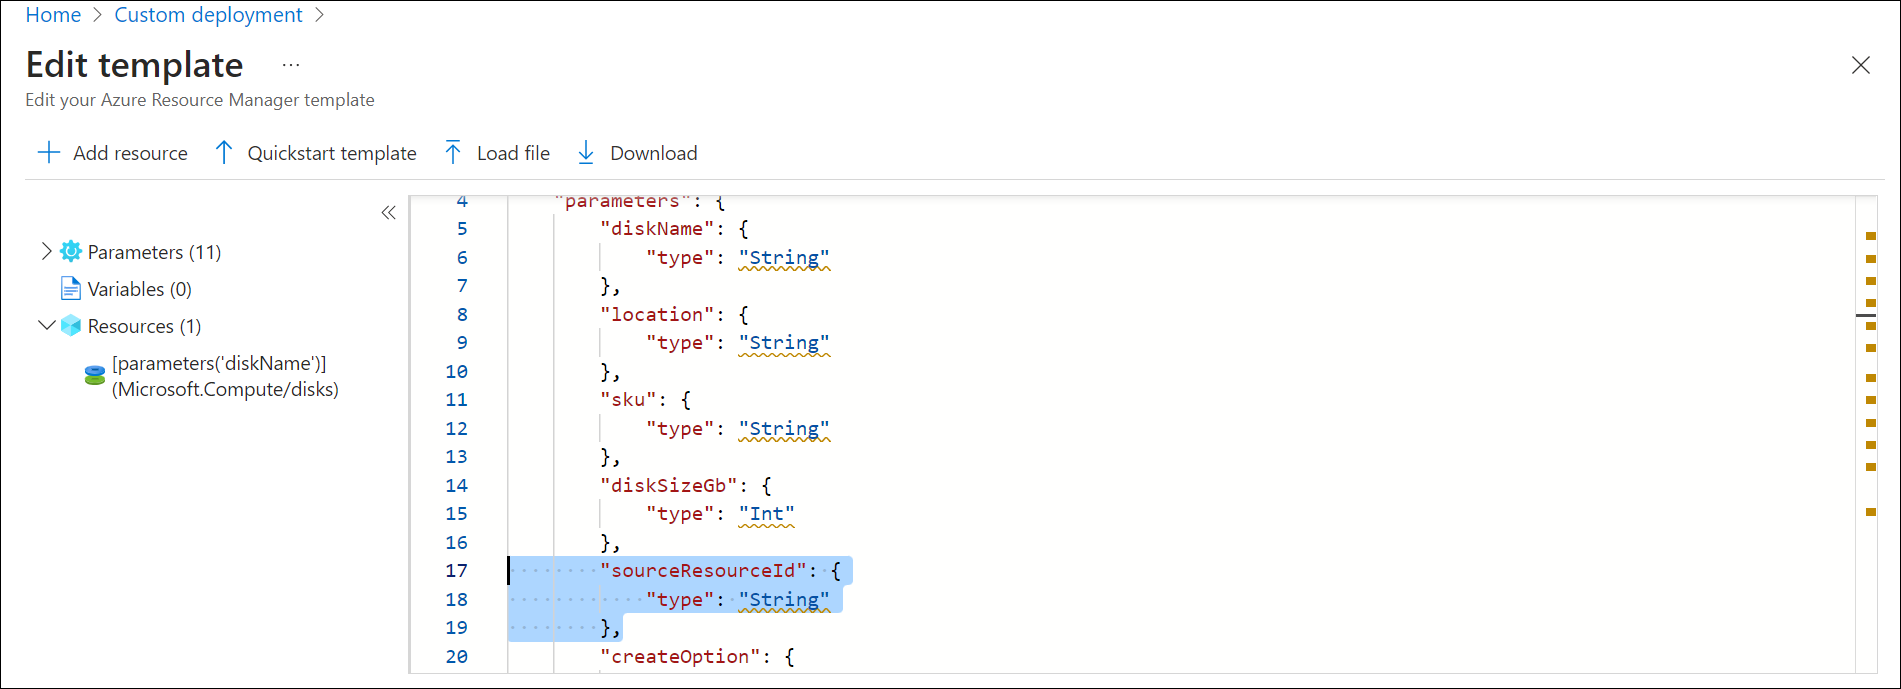 Home > Custom deployment >
Edit template ...
Edit your Azure Resource Manager template
Add resource Quickstart template Load file Download
Parameters (11)
Variables (0)
Resources (1)
[parameters('diskName')]
(Microsoft.Compute/disks)
4 "parameters": {
5 "diskName": {
6 "type": "String"
7 },
8 "location": {
9 "type": "String"
10 },
11 "sku": {
12 "type": "String"
13 },
14 "diskSizeGb": {
15 "type": "Int"
16 },
17 "sourceResourceId": {
18 "type": "String"
19 },
20 "createOption": {